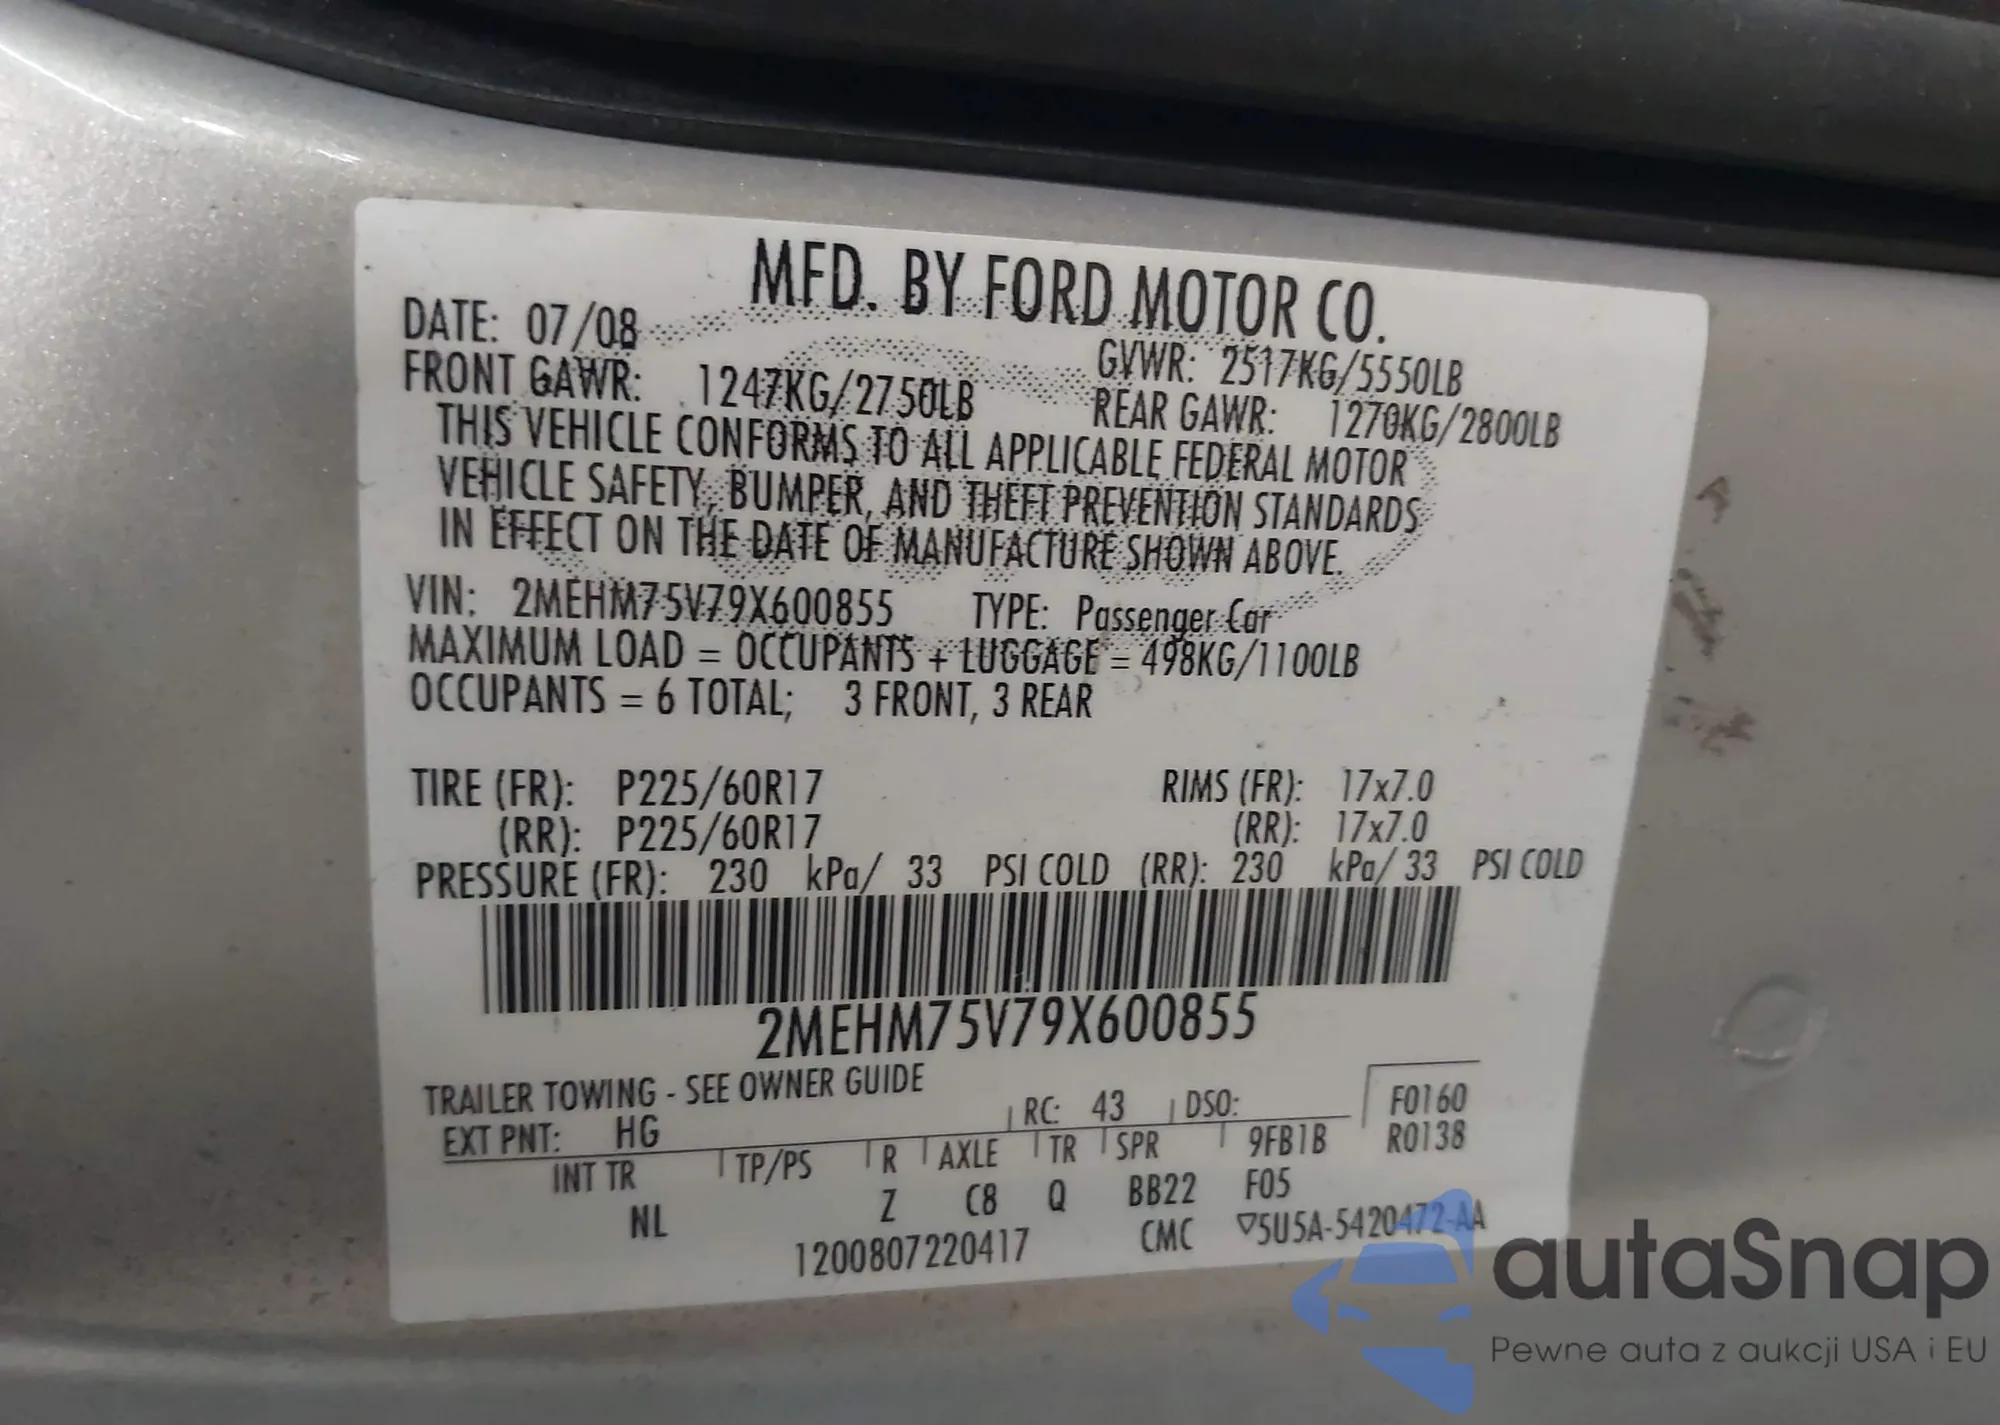 MFD. BY FORD MOTOR CO.
DATE: 07/08 GVWR: 2517KG/5550LB
FRONT GAWR: 1247KG/2750LB REAR GAWR: 1270KG/2800LB
THIS VEHICLE CONFORMS TO ALL APPLICABLE FEDERAL MOTOR
VEHICLE SAFETY, BUMPER, AND THEFT PREVENTION STANDARDS
IN EFFECT ON THE DATE OF MANUFACTURE SHOWN ABOVE.
VIN: 2MEHM75V79X600855 TYPE: Passenger Car
MAXIMUM LOAD = OCCUPANTS + LUGGAGE = 498KG/1100LB
OCCUPANTS = 6 TOTAL; 3 FRONT, 3 REAR
TIRE (FR): P225/60R17 RIMS (FR): 17x7.0
(RR): P225/60R17 (RR): 17x7.0
PRESSURE (FR): 230 kPa/ 33 PSI COLD (RR): 230 kPa/ 33 PSI COLD
2MEHM75V79X600855
TRAILER TOWING - SEE OWNER GUIDE
EXT PNT: HG RC: 43 DSO: F0160
INT TR TP/PS R AXLE TR SPR 9FB1B R0138
NL Z C8 Q BB22 F05
1200807220417 CMC ▽5U5A-5420472-AA
autaSnap
Pewne auta z aukcji USA i EU